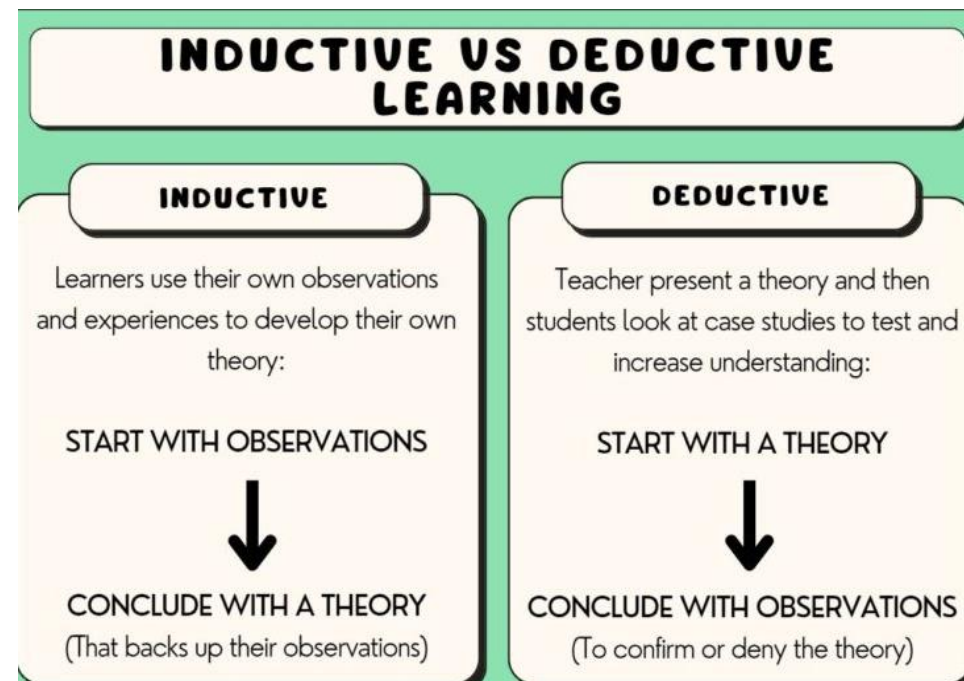 INDUCTIVE VS DEDUCTIVE
LEARNING
INDUCTIVE
Learners use their own observations
and experiences to develop their own
theory:
START WITH OBSERVATIONS
CONCLUDE WITH A THEORY
(That backs up their observations)
DEDUCTIVE
Teacher present a theory and then
students look at case studies to test and
increase understanding:
START WITH A THEORY
CONCLUDE WITH OBSERVATIONS
(To confirm or deny the theory)